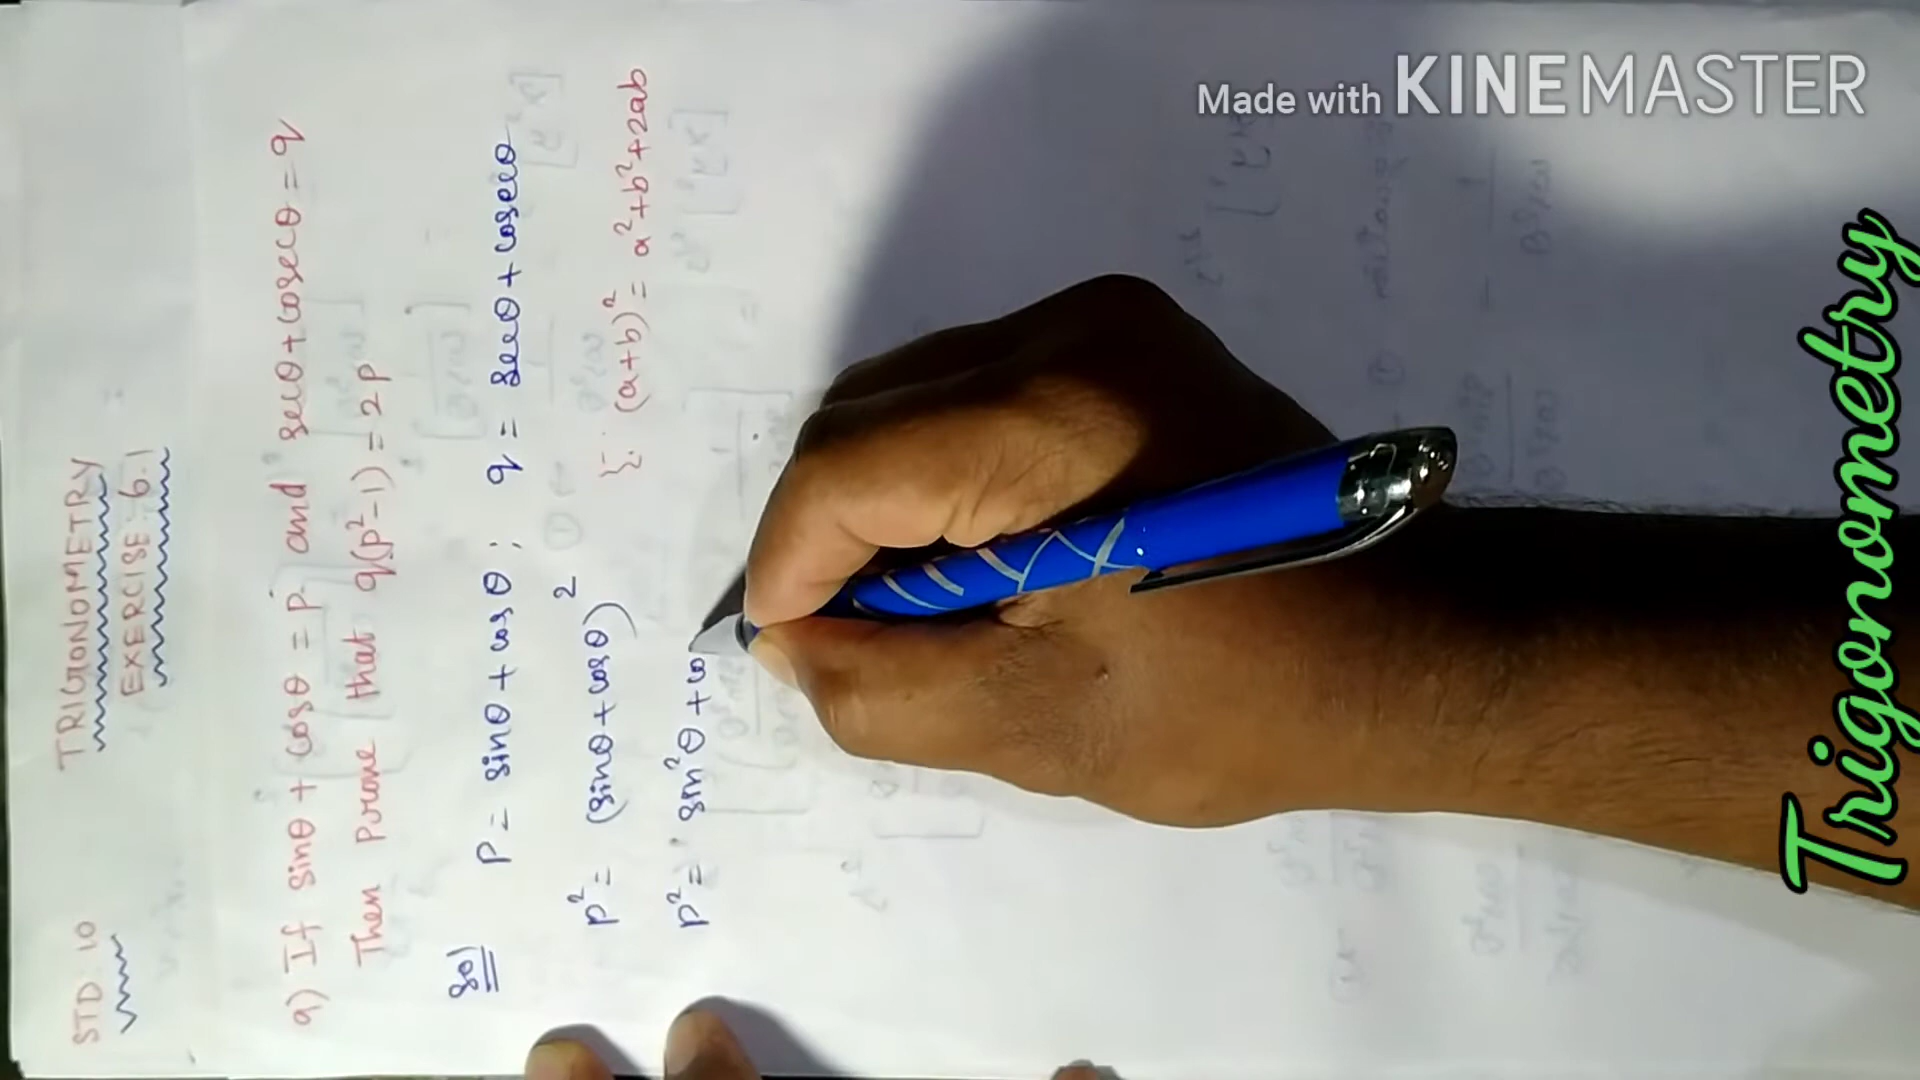 STD: 10 TRIGONOMETRY
EXERCISE: 6.1
9) If sinθ + cosθ = p and secθ + cosecθ = q
Then prove that q(p²-1) = 2p
Sol P = sinθ + cosθ ; q = secθ + cosecθ
p² = (sinθ + cosθ)² {∵ (a+b)² = a²+b²+2ab
p² = sin²θ + co
Made with KINEMASTER
Trigonometry